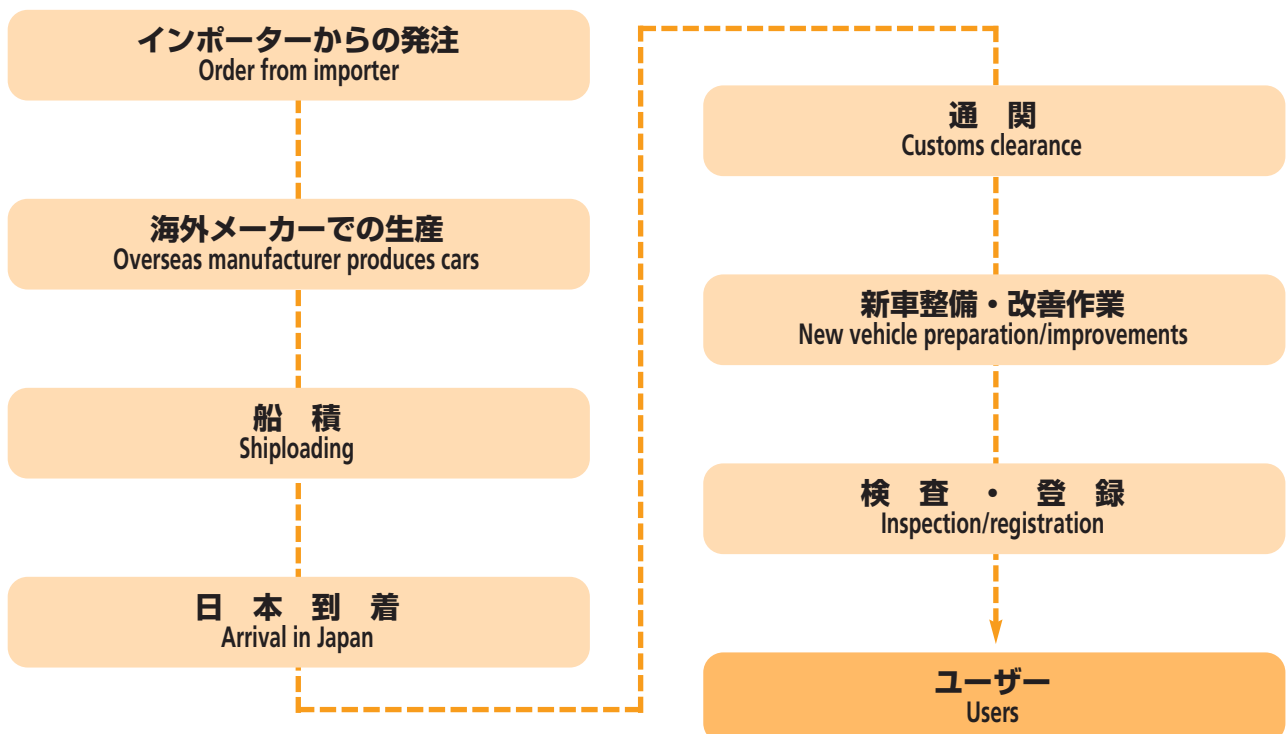 インポーターからの発注
Order from importer
海外メーカーでの生産
Overseas manufacturer produces cars
船　積
Shiploading
日　本　到　着
Arrival in Japan
通　関
Customs clearance
新車整備・改善作業
New vehicle preparation/improvements
検　査　・　登　録
Inspection/registration
ユーザー
Users